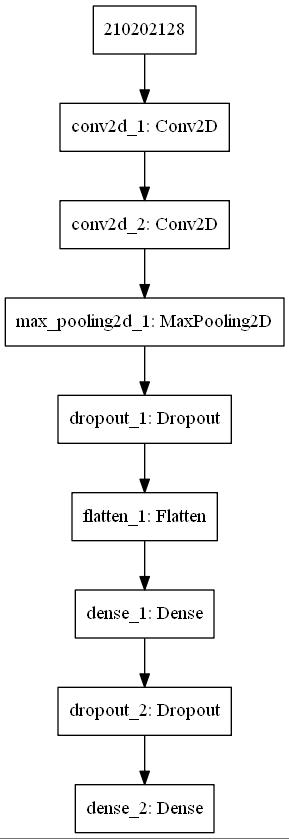 210202128
conv2d_1: Conv2D
conv2d_2: Conv2D
max_pooling2d_1: MaxPooling2D
dropout_1: Dropout
flatten_1: Flatten
dense_1: Dense
dropout_2: Dropout
dense_2: Dense